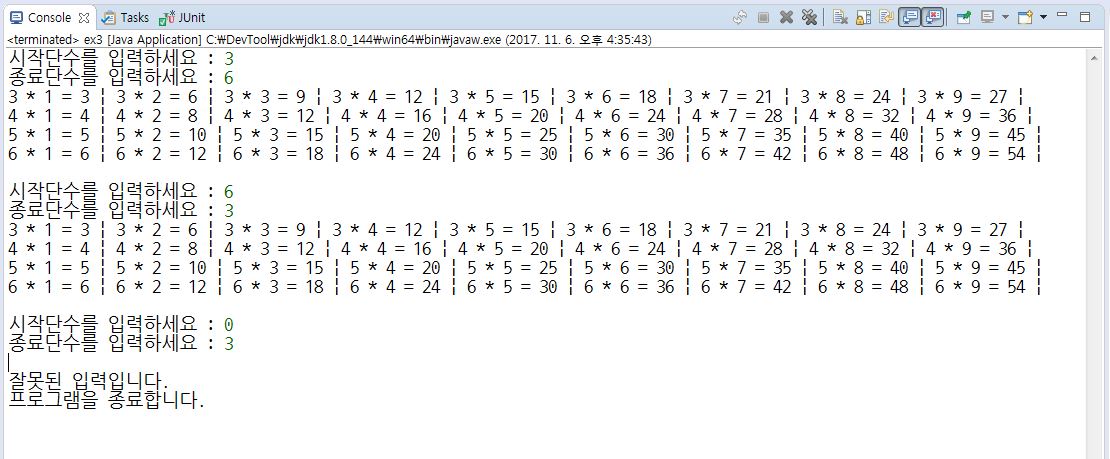 Console Tasks JUnit
<terminated> ex3 [Java Application] C:₩DevTool₩jdk₩jdk1.8.0_144₩win64₩bin₩javaw.exe (2017. 11. 6. 오후 4:35:43)
시작단수를 입력하세요 : 3
종료단수를 입력하세요 : 6
3 * 1 = 3 ¦ 3 * 2 = 6 ¦ 3 * 3 = 9 ¦ 3 * 4 = 12 ¦ 3 * 5 = 15 ¦ 3 * 6 = 18 ¦ 3 * 7 = 21 ¦ 3 * 8 = 24 ¦ 3 * 9 = 27 ¦
4 * 1 = 4 ¦ 4 * 2 = 8 ¦ 4 * 3 = 12 ¦ 4 * 4 = 16 ¦ 4 * 5 = 20 ¦ 4 * 6 = 24 ¦ 4 * 7 = 28 ¦ 4 * 8 = 32 ¦ 4 * 9 = 36 ¦
5 * 1 = 5 ¦ 5 * 2 = 10 ¦ 5 * 3 = 15 ¦ 5 * 4 = 20 ¦ 5 * 5 = 25 ¦ 5 * 6 = 30 ¦ 5 * 7 = 35 ¦ 5 * 8 = 40 ¦ 5 * 9 = 45 ¦
6 * 1 = 6 ¦ 6 * 2 = 12 ¦ 6 * 3 = 18 ¦ 6 * 4 = 24 ¦ 6 * 5 = 30 ¦ 6 * 6 = 36 ¦ 6 * 7 = 42 ¦ 6 * 8 = 48 ¦ 6 * 9 = 54 ¦
시작단수를 입력하세요 : 6
종료단수를 입력하세요 : 3
3 * 1 = 3 ¦ 3 * 2 = 6 ¦ 3 * 3 = 9 ¦ 3 * 4 = 12 ¦ 3 * 5 = 15 ¦ 3 * 6 = 18 ¦ 3 * 7 = 21 ¦ 3 * 8 = 24 ¦ 3 * 9 = 27 ¦
4 * 1 = 4 ¦ 4 * 2 = 8 ¦ 4 * 3 = 12 ¦ 4 * 4 = 16 ¦ 4 * 5 = 20 ¦ 4 * 6 = 24 ¦ 4 * 7 = 28 ¦ 4 * 8 = 32 ¦ 4 * 9 = 36 ¦
5 * 1 = 5 ¦ 5 * 2 = 10 ¦ 5 * 3 = 15 ¦ 5 * 4 = 20 ¦ 5 * 5 = 25 ¦ 5 * 6 = 30 ¦ 5 * 7 = 35 ¦ 5 * 8 = 40 ¦ 5 * 9 = 45 ¦
6 * 1 = 6 ¦ 6 * 2 = 12 ¦ 6 * 3 = 18 ¦ 6 * 4 = 24 ¦ 6 * 5 = 30 ¦ 6 * 6 = 36 ¦ 6 * 7 = 42 ¦ 6 * 8 = 48 ¦ 6 * 9 = 54 ¦
시작단수를 입력하세요 : 0
종료단수를 입력하세요 : 3
잘못된 입력입니다.
프로그램을 종료합니다.